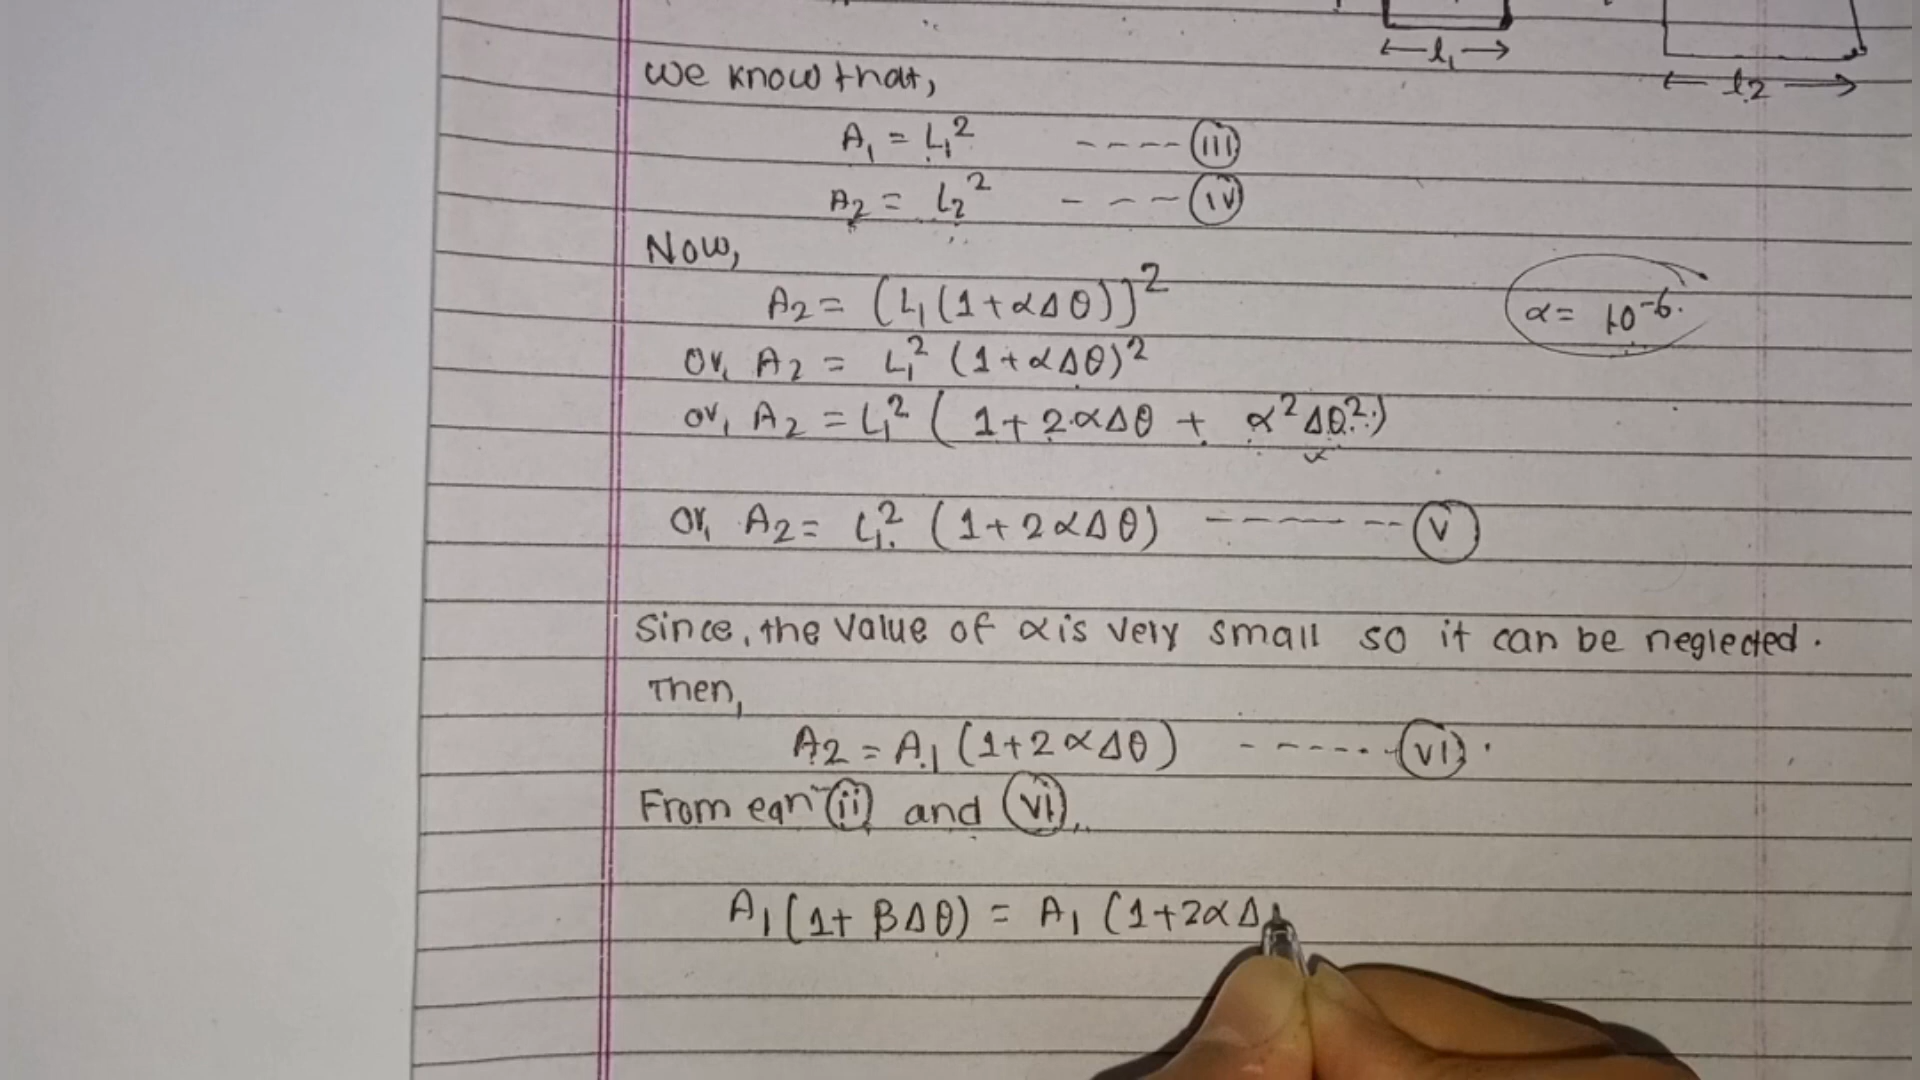 l₁
l₂
we know that,
A₁ = L₁² ---- (iii)
A₂ = L₂² - - - - (iv)
Now,
A₂ = (L₁(1+αΔθ)]²
or, A₂ = L₁² (1+αΔθ)²
or, A₂ = L₁² ( 1+2·αΔθ + α²Δθ²·)
α = 10⁻⁶.
or, A₂ = L₁² (1+2αΔθ) ------- -- (v)
Since, the value of α is very small so it can be neglected.
Then,
A₂ = A₁ (1+2αΔθ) ------ (vi).
From eqn (ii) and (vi),
A₁(1+ βΔθ) = A₁ (1+2αΔ